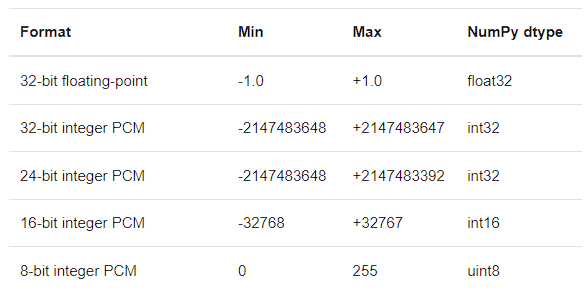 Format Min Max NumPy dtype
32-bit floating-point -1.0 +1.0 float32
32-bit integer PCM -2147483648 +2147483647 int32
24-bit integer PCM -2147483648 +2147483392 int32
16-bit integer PCM -32768 +32767 int16
8-bit integer PCM 0 255 uint8